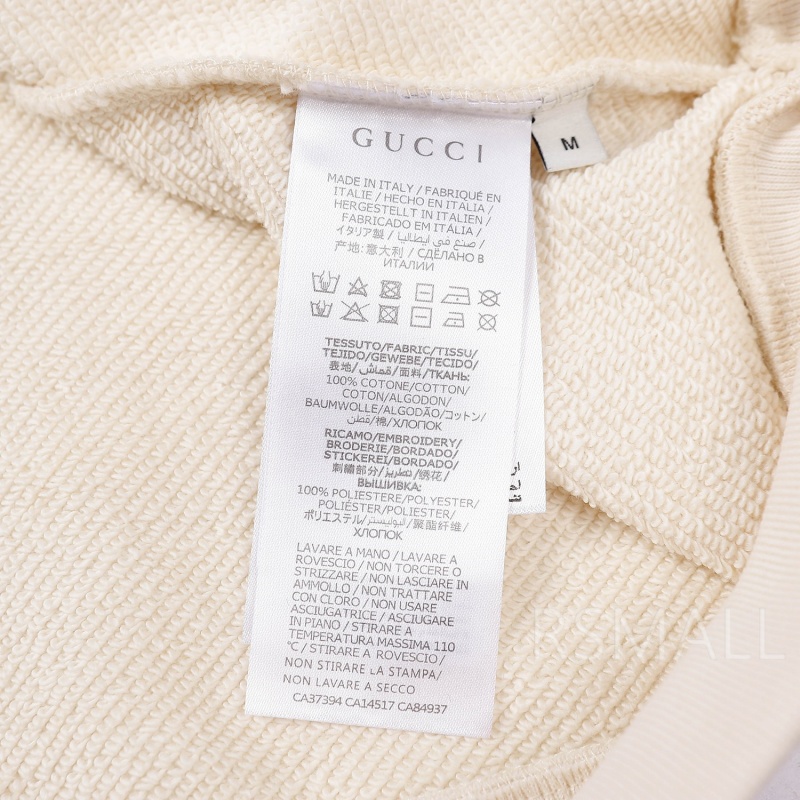 GUCCI
M
MADE IN ITALY / FABRIQUÉ EN
ITALIE / HECHO EN ITALIA /
HERGESTELLT IN ITALIEN /
FABRICADO EM ITÁLIA /
イタリア製 / صنع في ايطاليا /
产地:意大利 / СДЕЛАНО В
ИТАЛИИ
TESSUTO/FABRIC/TISSU/
TEJIDO/GEWEBE/TECIDO/
表地/قماش/面料/ТКАНЬ:
100% COTONE/COTTON/
COTON/ALGODON/
BAUMWOLLE/ALGODÃO/コットン/
قطن/棉/ХЛОПОК
RICAMO/EMBROIDERY/
BRODERIE/BORDADO/
STICKEREI/BORDADO/
刺繍部分/تطريز/绣花/
ВЫШИВКА:
100% POLIESTERE/POLYESTER/
POLIÉSTER/POLYESTER/
ポリエステル/البوليستر/聚酯纤维/
ХЛОПОК
LAVARE A MANO / LAVARE A
ROVESCIO / NON TORCERE O
STRIZZARE / NON LASCIARE IN
AMMOLLO / NON TRATTARE
CON CLORO / NON USARE
ASCIUGATRICE / ASCIUGARE
IN PIANO / STIRARE A
TEMPERATURA MASSIMA 110
℃/ STIRARE A ROVESCIO/
NON STIRARE LA STAMPA/
NON LAVARE A SECCO
CA37394 CA14517 CA84937